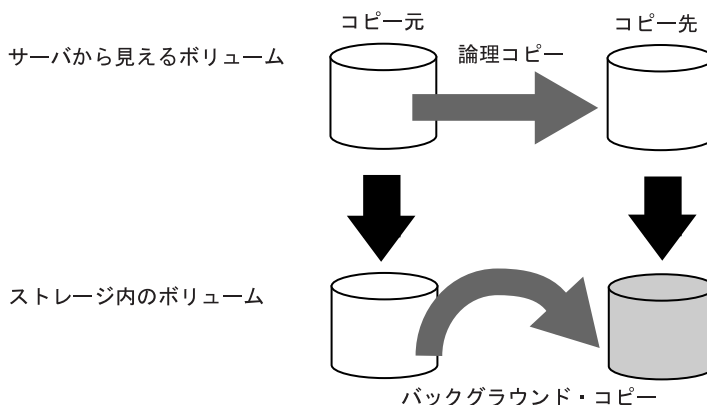 コピー元
コピー先
サーバから見えるボリューム
論理コピー
ストレージ内のボリューム
バックグラウンド・コピー